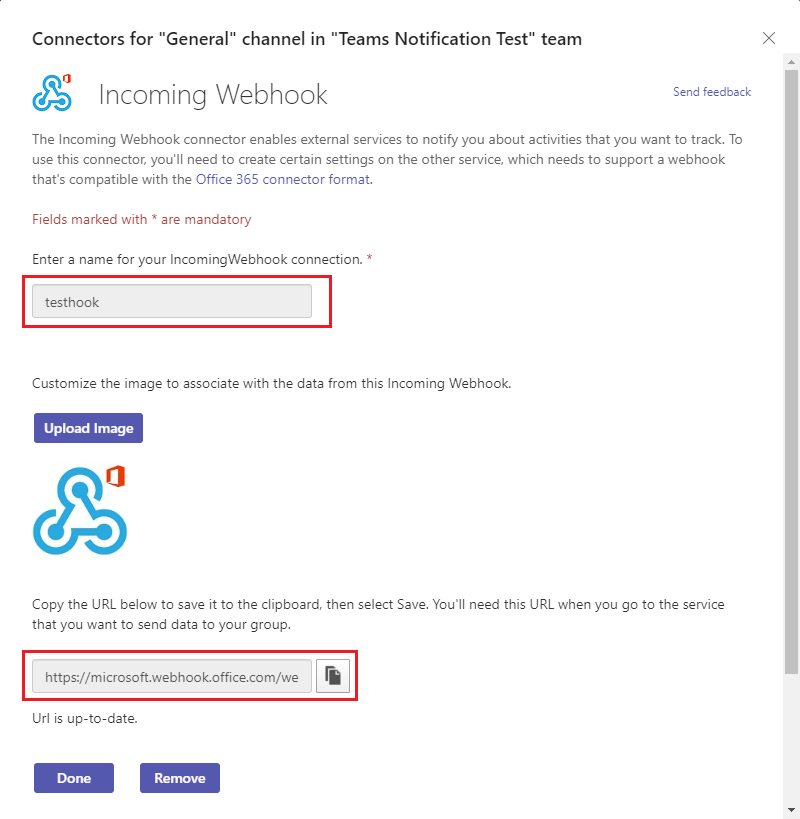 Connectors for "General" channel in "Teams Notification Test" team
Incoming Webhook
Send feedback
The Incoming Webhook connector enables external services to notify you about activities that you want to track. To
use this connector, you'll need to create certain settings on the other service, which needs to support a webhook
that's compatible with the Office 365 connector format.
Fields marked with * are mandatory
Enter a name for your IncomingWebhook connection. *
testhook
Customize the image to associate with the data from this Incoming Webhook.
Upload Image
Copy the URL below to save it to the clipboard, then select Save. You'll need this URL when you go to the service
that you want to send data to your group.
https://microsoft.webhook.office.com/we
Url is up-to-date.
Done
Remove